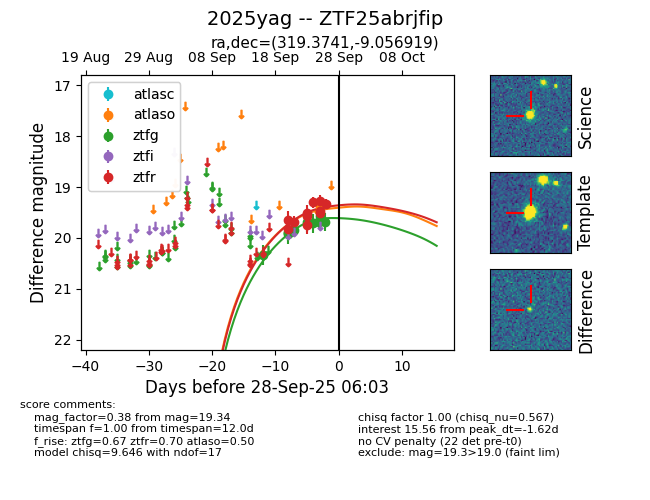 2025yag -- ZTF25abrjfip
ra,dec=(319.3741,-9.056919)
19 Aug 29 Aug 08 Sep 18 Sep 28 Sep 08 Oct
17
18
19
20
21
22
Difference magnitude
atlasc
atlaso
ztfg
ztfi
ztfr
−40 −30 −20 −10 0 10
Days before 28-Sep-25 06:03
Science
Template
Difference
score comments:
mag_factor=0.38 from mag=19.34
timespan f=1.00 from timespan=12.0d
f_rise: ztfg=0.67 ztfr=0.70 atlaso=0.50
model chisq=9.646 with ndof=17
chisq factor 1.00 (chisq_nu=0.567)
interest 15.56 from peak_dt=-1.62d
no CV penalty (22 det pre-t0)
exclude: mag=19.3>19.0 (faint lim)